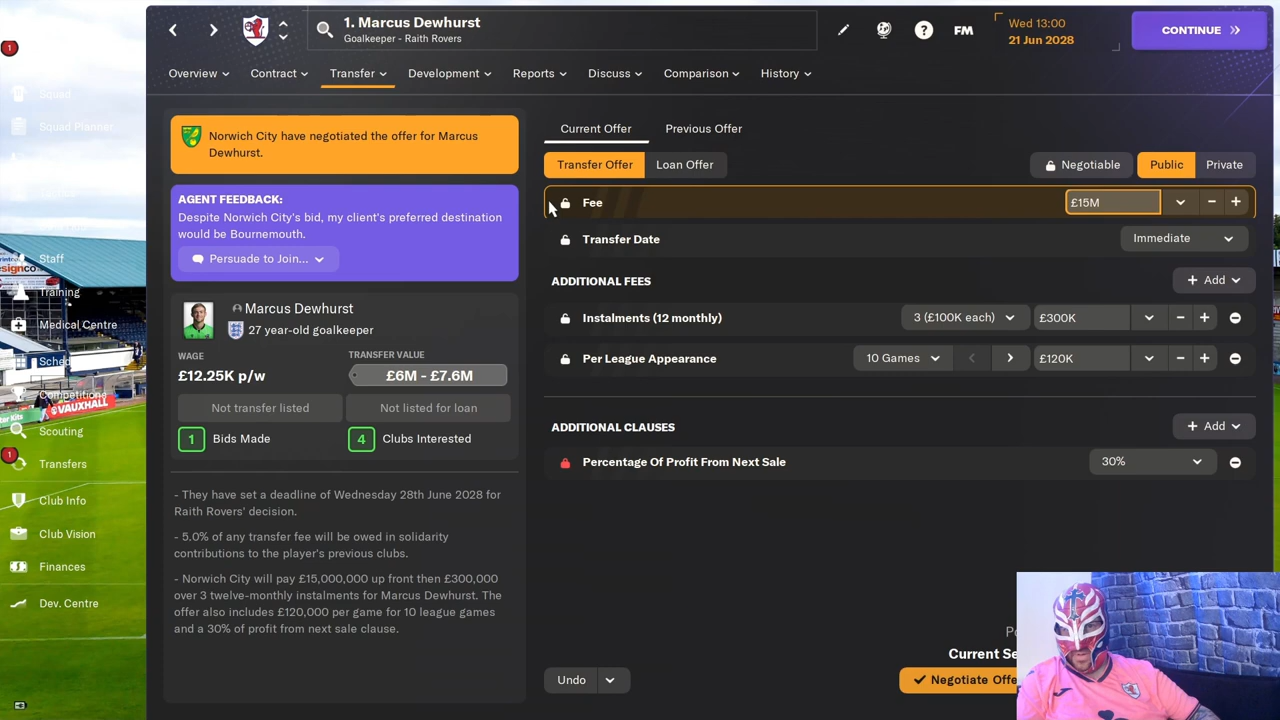 1. Marcus Dewhurst
Goalkeeper - Raith Rovers
FM
Wed 13:00
21 Jun 2028
CONTINUE
Overview
Contract
Transfer
Development
Reports
Discuss
Comparison
History
1
Squad
Squad Planner
Staff
Training
Medical Centre
Sched
Competitions
VAUXHALL
Scouting
1
Transfers
Club Info
Club Vision
Finances
Dev. Centre
Norwich City have negotiated the offer for Marcus
Dewhurst.
AGENT FEEDBACK:
Despite Norwich City's bid, my client's preferred destination
would be Bournemouth.
Persuade to Join...
Marcus Dewhurst
27 year-old goalkeeper
WAGE
£12.25K p/w
TRANSFER VALUE
£6M - £7.6M
Not transfer listed
Not listed for loan
1 Bids Made
4 Clubs Interested
- They have set a deadline of Wednesday 28th June 2028 for
Raith Rovers' decision.
- 5.0% of any transfer fee will be owed in solidarity
contributions to the player's previous clubs.
- Norwich City will pay £15,000,000 up front then £300,000
over 3 twelve-monthly instalments for Marcus Dewhurst. The
offer also includes £120,000 per game for 10 league games
and a 30% of profit from next sale clause.
Current Offer
Previous Offer
Transfer Offer
Loan Offer
Negotiable
Public
Private
Fee
£15M
Transfer Date
Immediate
ADDITIONAL FEES
Add
Instalments (12 monthly)
3 (£100K each)
£300K
Per League Appearance
10 Games
£120K
ADDITIONAL CLAUSES
Add
Percentage Of Profit From Next Sale
30%
Current Se
Undo
Negotiate Offe